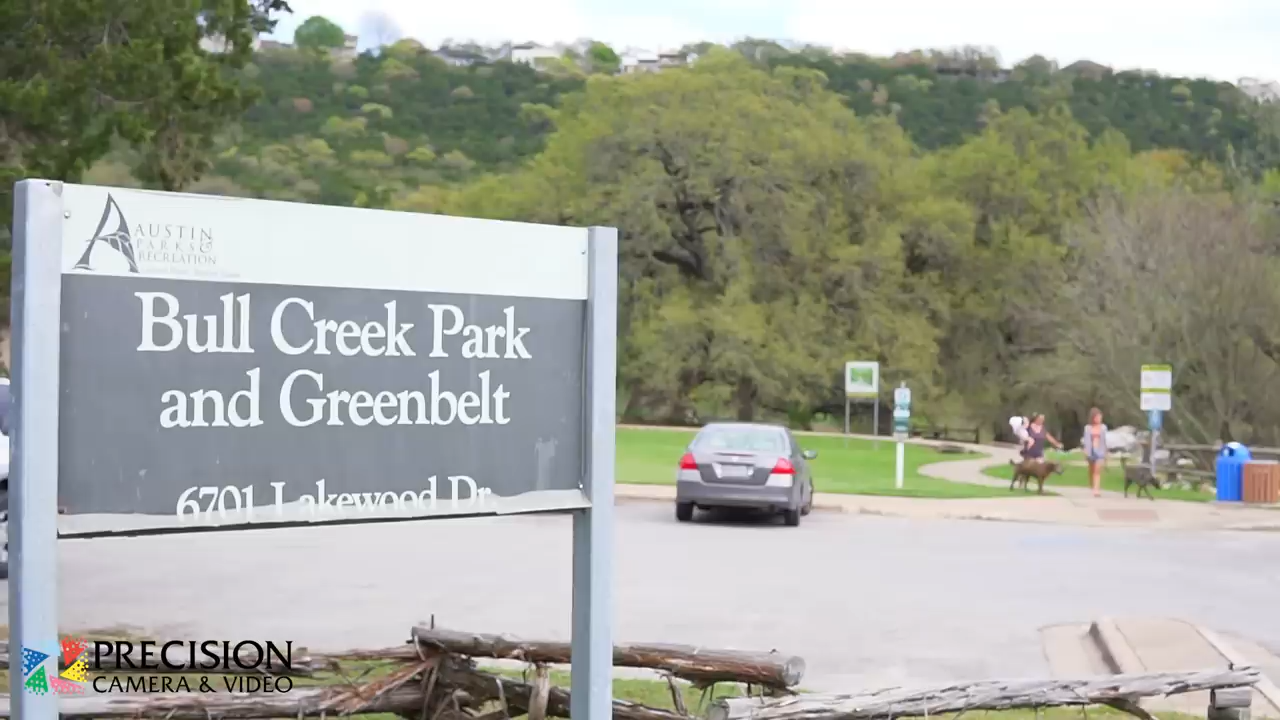 AUSTIN
PARKS &
RECREATION
Bull Creek Park
and Greenbelt
6701 Lakewood Dr
PRECISION
CAMERA & VIDEO